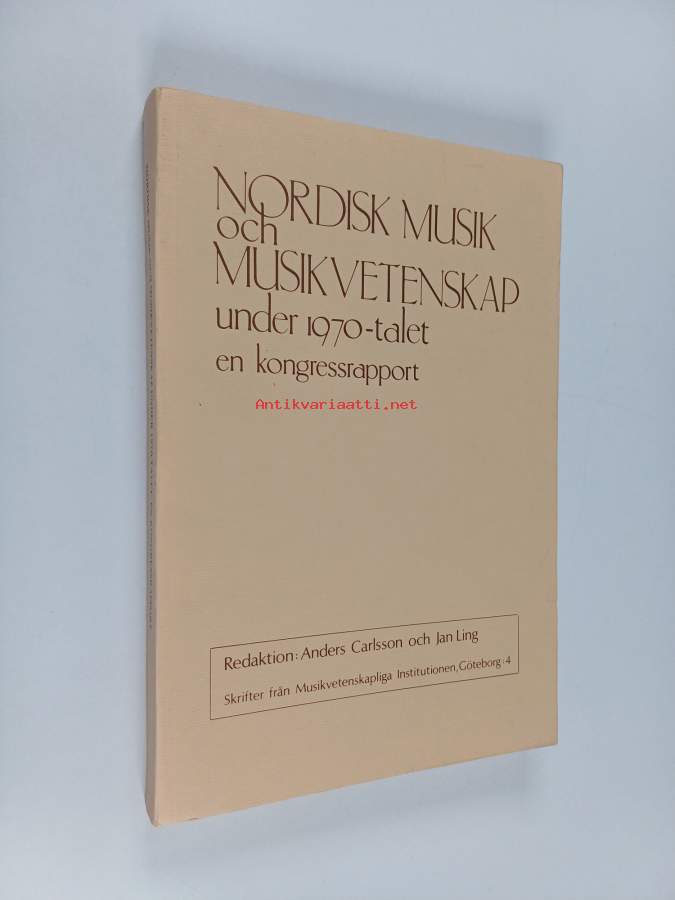 NORDISK MUSIK
och
MUSIKVETENSKAP
under 1970-talet
en kongressrapport
Antikvariaatti.net
Redaktion: Anders Carlsson och Jan Ling
Skrifter från Musikvetenskapliga Institutionen, Göteborg: 4